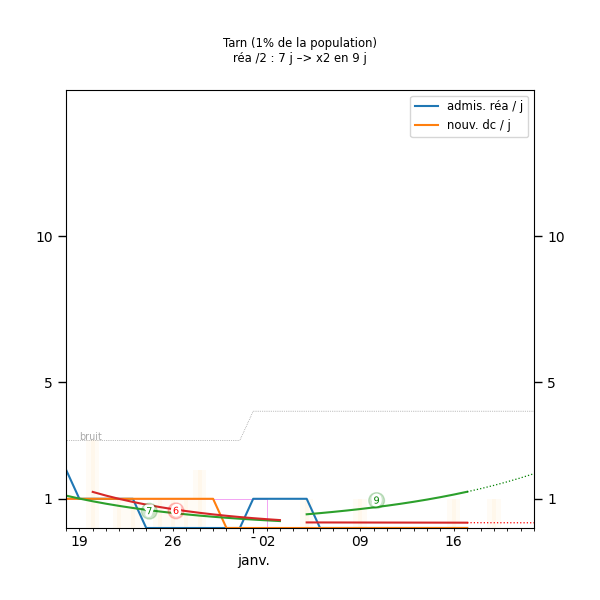 Tarn (1% de la population)
réa /2 : 7 j –> x2 en 9 j
admis. réa / j
nouv. dc / j
10
10
5
5
bruit
1
1
7
6
9
19
26
02
09
16
janv.